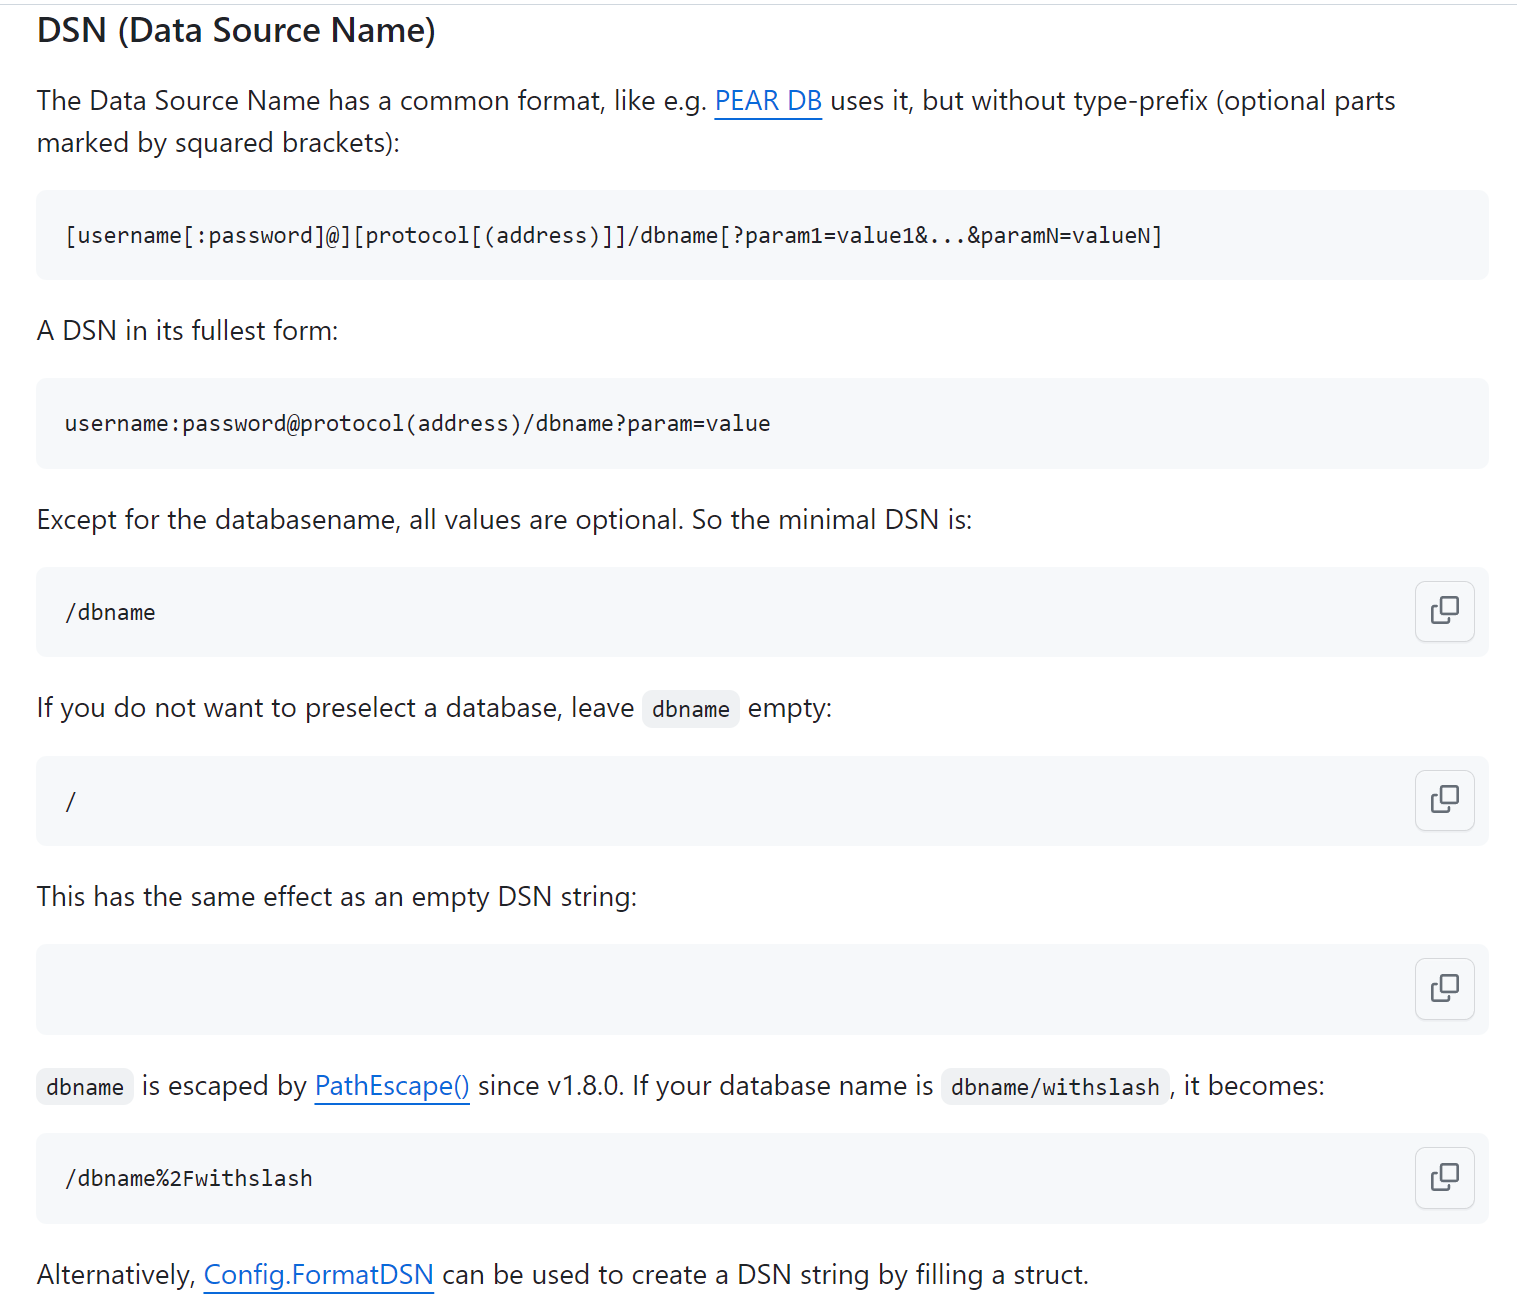 DSN (Data Source Name)
The Data Source Name has a common format, like e.g. PEAR DB uses it, but without type-prefix (optional parts
marked by squared brackets):
[username[:password]@][protocol[(address)]]/dbname[?param1=value1&...&paramN=valueN]
A DSN in its fullest form:
username:password@protocol(address)/dbname?param=value
Except for the databasename, all values are optional. So the minimal DSN is:
/dbname
If you do not want to preselect a database, leave dbname empty:
/
This has the same effect as an empty DSN string:
dbname is escaped by PathEscape() since v1.8.0. If your database name is dbname/withslash, it becomes:
/dbname%2Fwithslash
Alternatively, Config.FormatDSN can be used to create a DSN string by filling a struct.